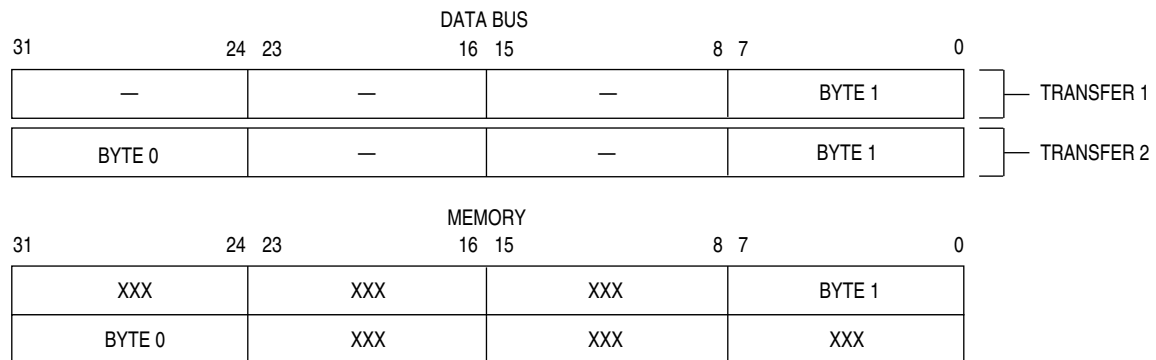 DATA BUS
31 24 23 16 15 8 7 0
— — — BYTE 1 TRANSFER 1
BYTE 0 — — BYTE 1 TRANSFER 2
MEMORY
31 24 23 16 15 8 7 0
XXX XXX XXX BYTE 1
BYTE 0 XXX XXX XXX